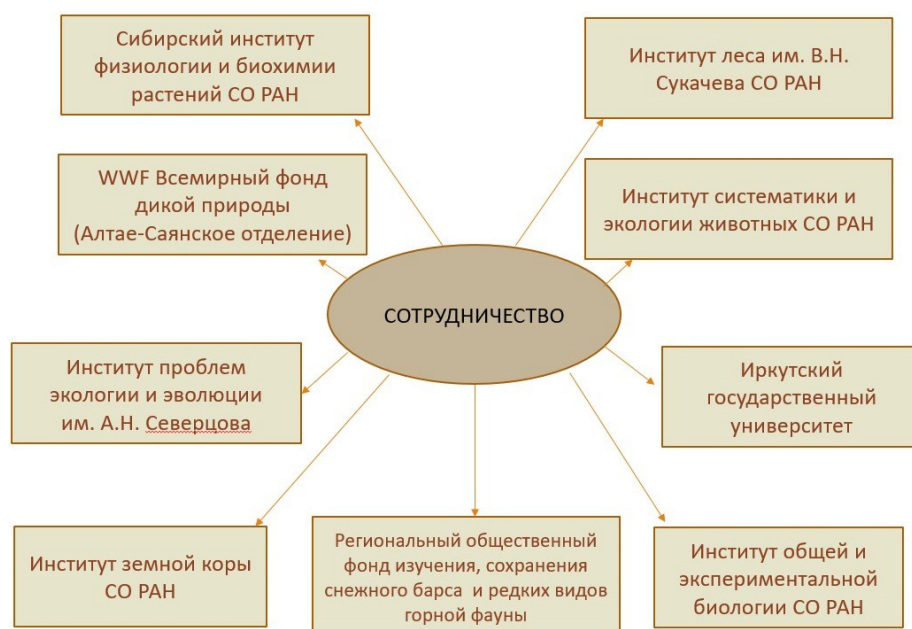 Сибирский институт
физиологии и биохимии
растений СО РАН
Институт леса им. В.Н.
Сукачева СО РАН
WWF Всемирный фонд
дикой природы
(Алтае-Саянское отделение)
Институт систематики и
экологии животных СО РАН
СОТРУДНИЧЕСТВО
Институт проблем
экологии и эволюции
им. А.Н. Северцова
Иркутский
государственный
университет
Институт земной коры
СО РАН
Региональный общественный
фонд изучения, сохранения
снежного барса и редких видов
горной фауны
Институт общей и
экспериментальной
биологии СО РАН